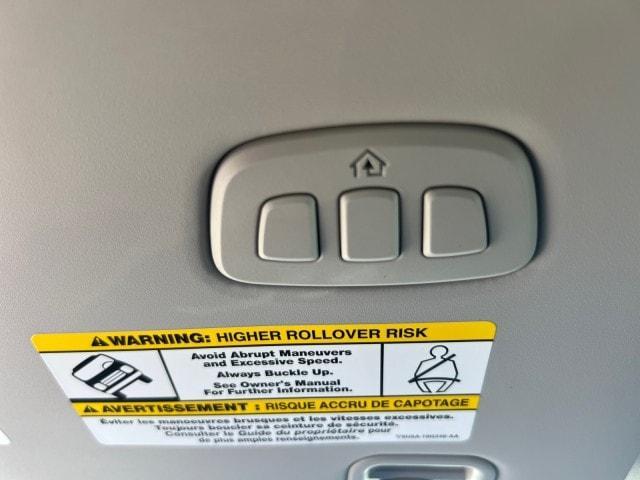 WARNING: HIGHER ROLLOVER RISK
Avoid Abrupt Maneuvers
and Excessive Speed.
Always Buckle Up.
See Owner's Manual
For Further Information.
AVERTISSEMENT : RISQUE ACCRU DE CAPOTAGE
Éviter les manoeuvres brusques et les vitesses excessives.
Toujours boucler sa ceinture de sécurité.
Consulter le Guide du propriétaire pour
de plus amples renseignements.